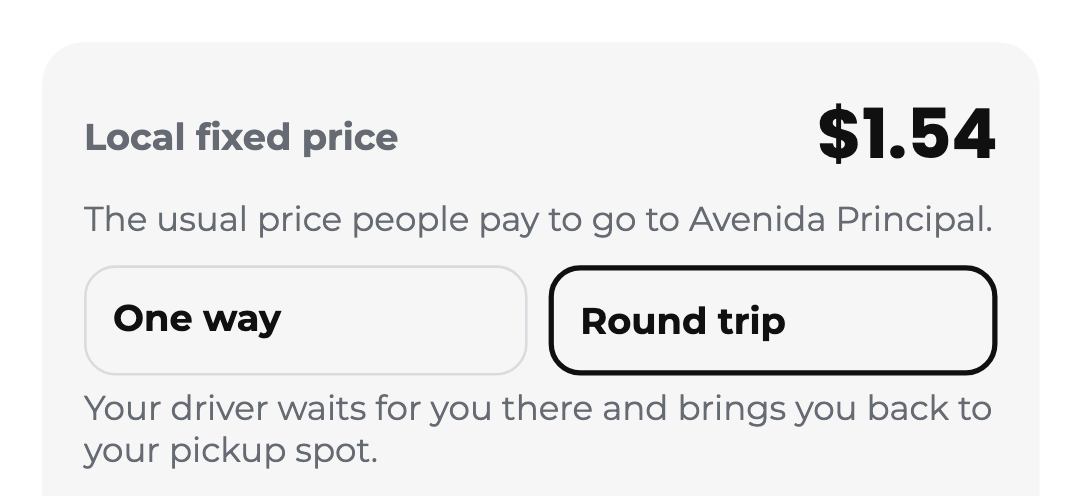 Local fixed price
$1.54
The usual price people pay to go to Avenida Principal.
One way
Round trip
Your driver waits for you there and brings you back to
your pickup spot.